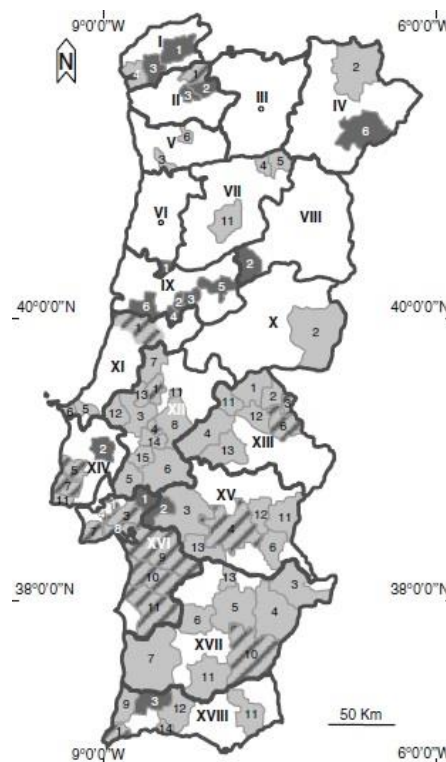 9°0'0"W 6°0'0"W
N
I 1
4 3 1 2
II 3 2
III
IV 6
V 6
3
4 5
VII
VI 11 VIII
1 2
IX 5
6 2 3
40°0'0"N 4 40°0'0"N
X 2
XI 7
13 1 11 11 1 2 3
6 5 12 3 XII 8 12 6
4 14 4 XIII
2 15 13
XIV 5 6
5 7 11
1 2 XV
3 3 12 11
7 8 4
XVI 13 6
9
10 13 3
38°0'0"N 11 5 4 38°0'0"N
6
XVII 10
7 11
3
9 12 11
1 14 XVIII
50 Km
9°0'0"W 6°0'0"W